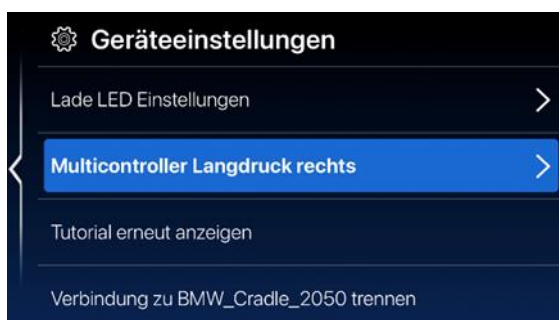 Geräteeinstellungen
Lade LED Einstellungen
Multicontroller Langdruck rechts
Tutorial erneut anzeigen
Verbindung zu BMW_Cradle_2050 trennen